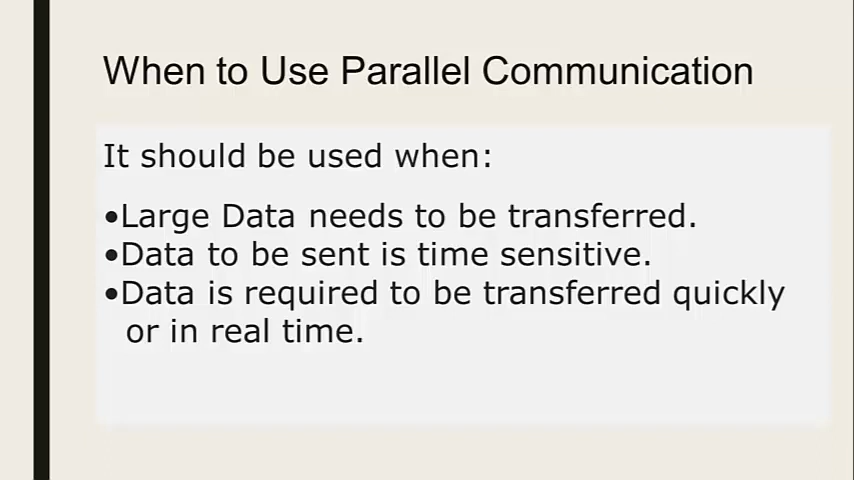 When to Use Parallel Communication
It should be used when:
•Large Data needs to be transferred.
•Data to be sent is time sensitive.
•Data is required to be transferred quickly
or in real time.